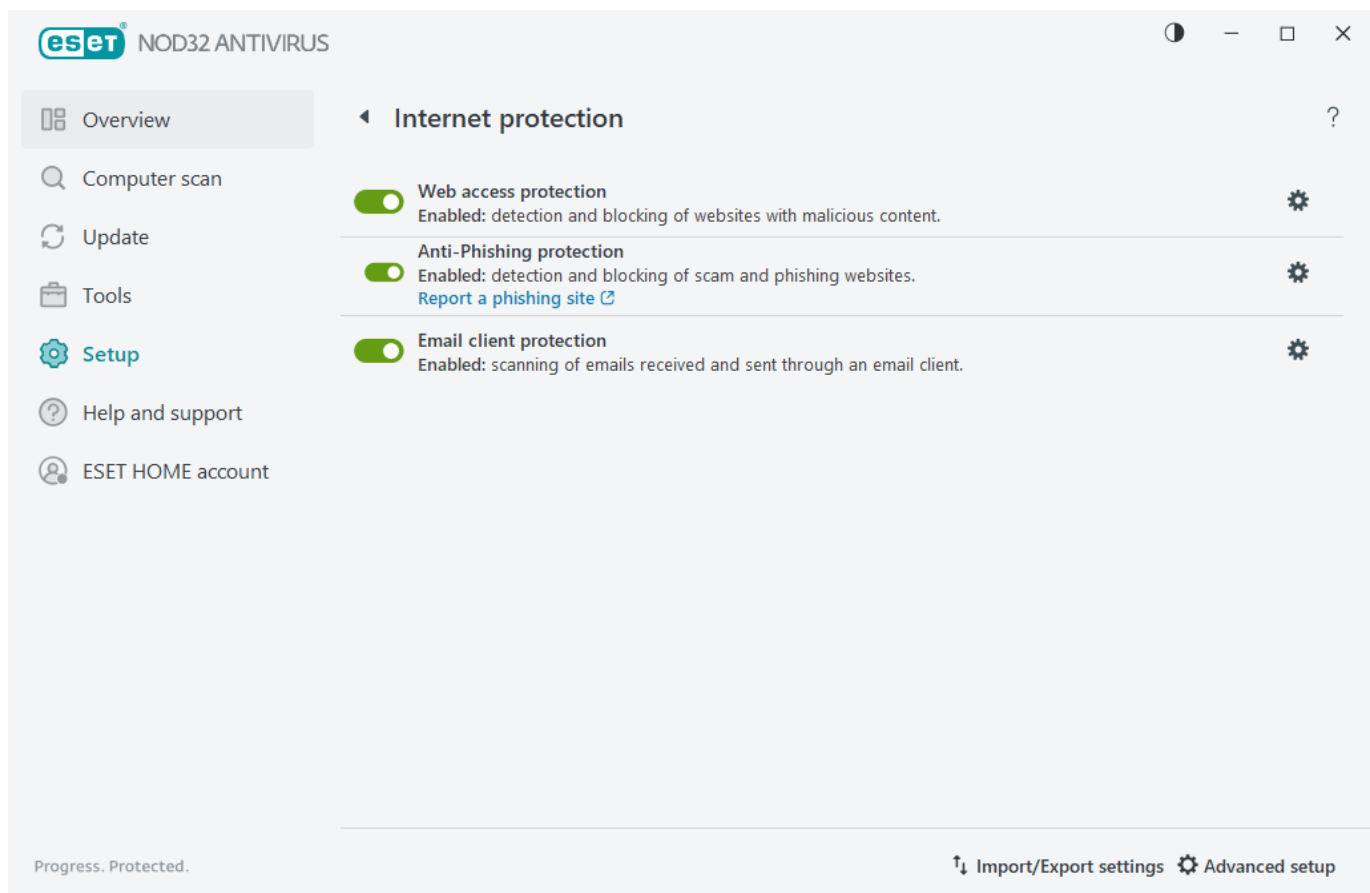 eset® NOD32 ANTIVIRUS
Overview
Computer scan
Update
Tools
Setup
Help and support
ESET HOME account
Internet protection
?
Web access protection
Enabled: detection and blocking of websites with malicious content.
Anti-Phishing protection
Enabled: detection and blocking of scam and phishing websites.
Report a phishing site
Email client protection
Enabled: scanning of emails received and sent through an email client.
Progress. Protected.
Import/Export settings
Advanced setup